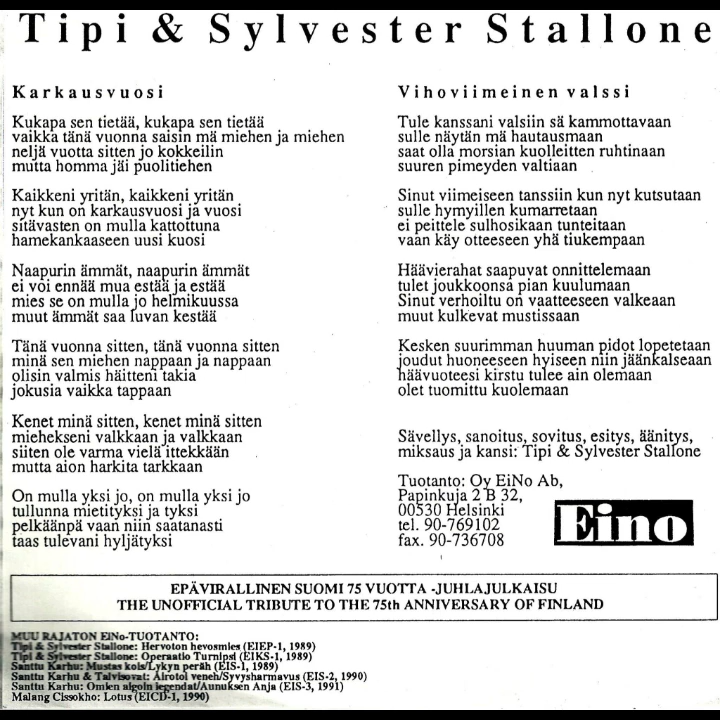 Tipi & Sylvester Stallone
Karkausvuosi
Kukapa sen tietää, kukapa sen tietää
vaikka tänä vuonna saisin mä miehen ja miehen
neljä vuotta sitten jo kokkeilin
mutta homma jäi puolitiehen
Kaikkeni yritän, kaikkeni yritän
nyt kun on karkausvuosi ja vuosi
sitävasten on mulla kattottuna
hamekankaaseen uusi kuosi
Naapurin ämmät, naapurin ämmät
ei voi ennää mua estää ja estää
mies se on mulla jo helmikuussa
muut ämmät saa luvan kestää
Tänä vuonna sitten, tänä vuonna sitten
minä sen miehen nappaan ja nappaan
olisin valmis häitteni takia
jokusia vaikka tappaan
Kenet minä sitten, kenet minä sitten
miehekseni valkkaan ja valkkaan
siiten ole varma vielä ittekkään
mutta aion harkita tarkkaan
On mulla yksi jo, on mulla yksi jo
tullunna mietityksi ja tyksi
pelkäänpä vaan niin saatanasti
taas tulevani hyljätyksi
Vihoviimeinen valssi
Tule kanssani valsiin sä kammottavaan
sulle näytän mä hautausmaan
saat olla morsian kuolleitten ruhtinaan
suuren pimeyden valtiaan
Sinut viimeiseen tanssiin kun nyt kutsutaan
sulle hymyillen kumarretaan
ei peittele sulhosikaan tunteitaan
vaan käy otteeseen yhä tiukempaan
Häävierahat saapuvat onnittelemaan
tulet joukkoonsa pian kuulumaan
Sinut verhoiltu on vaatteeseen valkeaan
muut kulkevat mustissaan
Kesken suurimman huuman pidot lopetetaan
joudut huoneeseen hyiseen niin jäänkalseaan
häävuoteesi kirstu tulee ain olemaan
olet tuomittu kuolemaan
Sävellys, sanoitus, sovitus, esitys, äänitys,
miksaus ja kansi: Tipi & Sylvester Stallone
Tuotanto: Oy EiNo Ab,
Papinkuja 2 B 32,
00530 Helsinki
tel. 90-769102
fax. 90-736708
Eino
EPÄVIRALLINEN SUOMI 75 VUOTTA -JUHLAJULKAISU
THE UNOFFICIAL TRIBUTE TO THE 75th ANNIVERSARY OF FINLAND
MUU RAJATON EiNo-TUOTANTO:
Tipi & Sylvester Stallone: Hervoton hevosmies (EIEP-1, 1989)
Tipi & Sylvester Stallone: Operaatio Turnipsi (EIKS-1, 1989)
Santtu Karhu: Mustas kois/Lykyn peräh (EIS-1, 1989)
Santtu Karhu & Talvisovat: Airotoi veneh/Syvysharmavus (EIS-2, 1990)
Santtu Karhu: Omien aigoin legendat/Aunuksen Anja (EIS-3, 1991)
Malang Cissokho: Lotus (EICD-1, 1990)